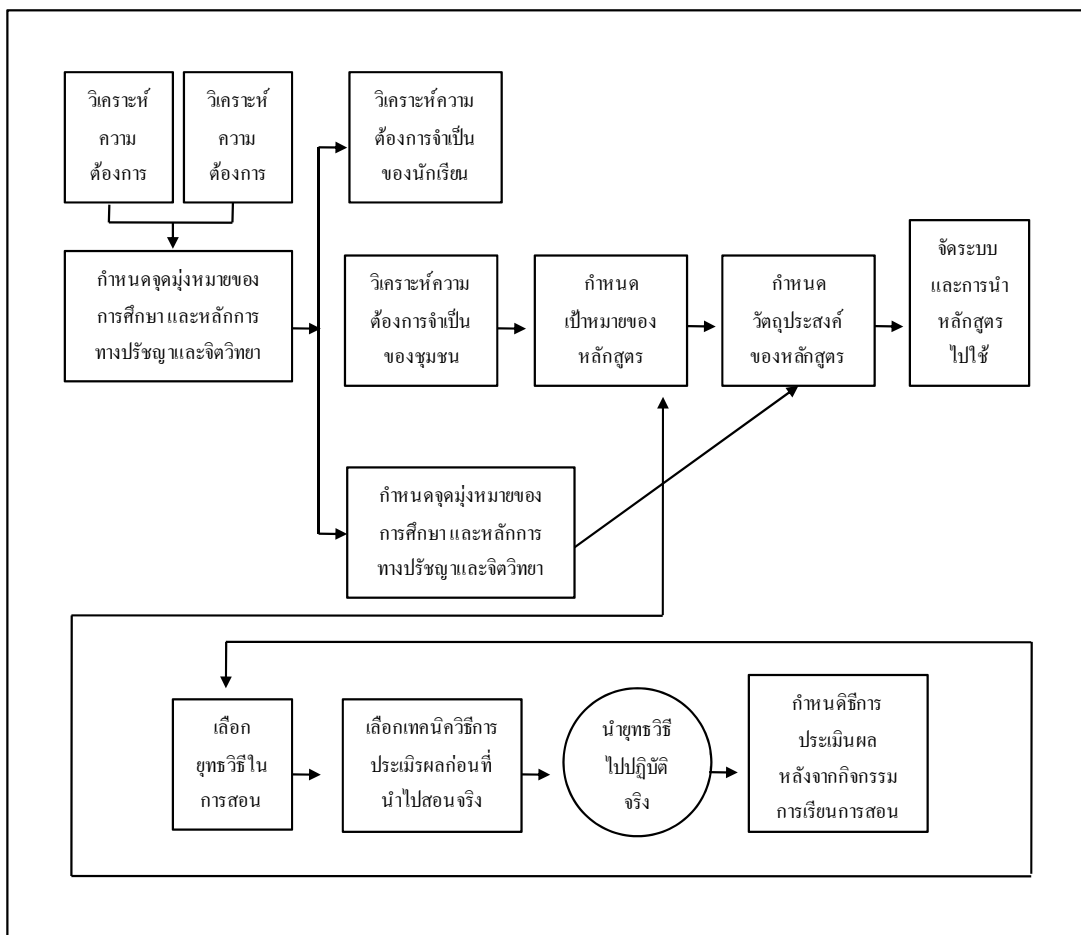 วิเคราะห์
ความ
ต้องการ
วิเคราะห์
ความ
ต้องการ
วิเคราะห์ความ
ต้องการจำเป็น
ของนักเรียน
กำหนดจุดมุ่งหมายของ
การศึกษา และหลักการ
ทางปรัชญาและจิตวิทยา
วิเคราะห์ความ
ต้องการจำเป็น
ของชุมชน
กำหนด
เป้าหมายของ
หลักสูตร
กำหนด
วัตถุประสงค์
ของหลักสูตร
จัดระบบ
และการนำ
หลักสูตร
ไปใช้
กำหนดจุดมุ่งหมายของ
การศึกษา และหลักการ
ทางปรัชญาและจิตวิทยา
เลือก
ยุทธวิธีใน
การสอน
เลือกเทคนิควิธีการ
ประเมิรผลก่อนที่
นำไปสอนจริง
นำยุทธวิธี
ไปปฏิบัติ
จริง
กำหนดิธีการ
ประเมินผล
หลังจากกิจกรรม
การเรียนการสอน